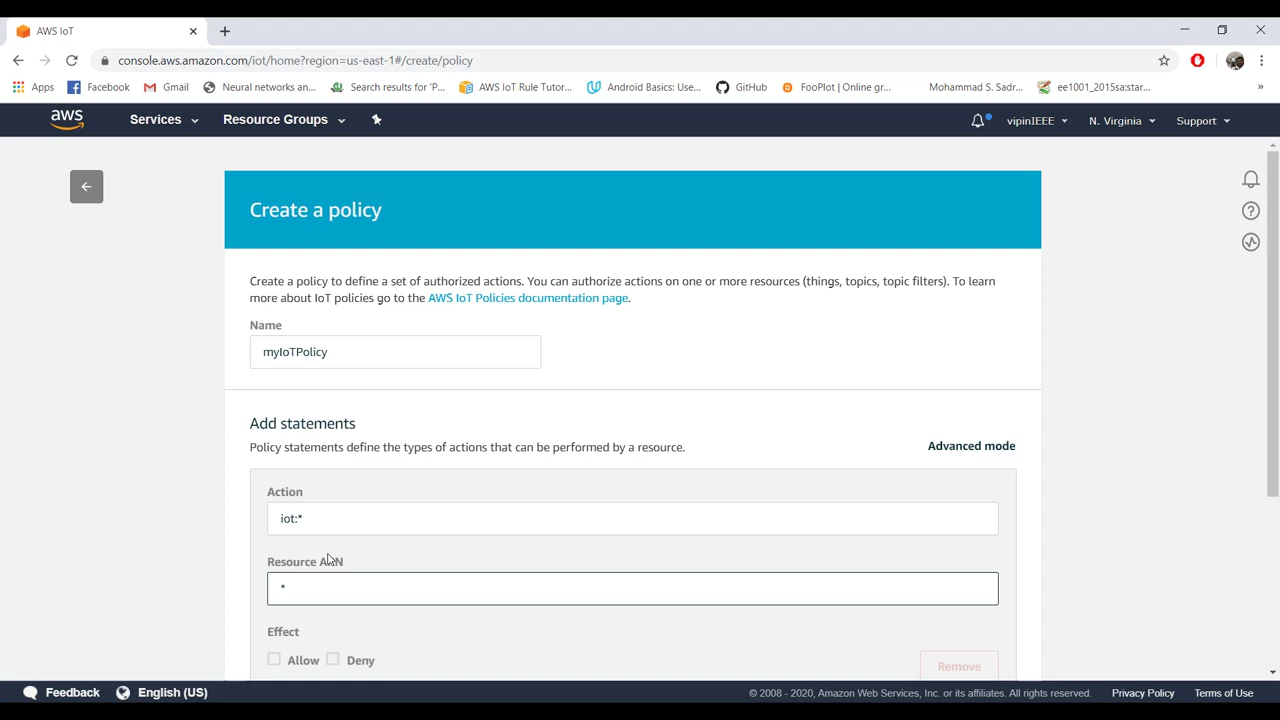 AWS IoT
console.aws.amazon.com/iot/home?region=us-east-1#/create/policy
Apps Facebook Gmail Neural networks an... Search results for 'P... AWS IoT Rule Tutor... Android Basics: Use... GitHub FooPlot | Online gr... Mohammad S. Sadr... ee1001_2015sa:star... »
aws Services Resource Groups vipinIEEE N. Virginia Support
Create a policy
Create a policy to define a set of authorized actions. You can authorize actions on one or more resources (things, topics, topic filters). To learn
more about IoT policies go to the AWS IoT Policies documentation page.
Name
myIoTPolicy
Add statements
Policy statements define the types of actions that can be performed by a resource. Advanced mode
Action
iot:*
Resource ARN
*
Effect
Allow Deny Remove
Feedback English (US) © 2008 - 2020, Amazon Web Services, Inc. or its affiliates. All rights reserved. Privacy Policy Terms of Use